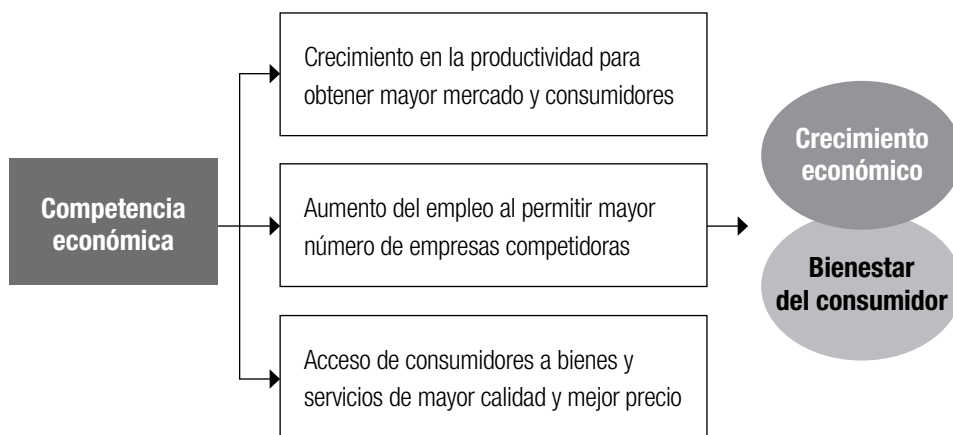 Competencia
económica
Crecimiento en la productividad para
obtener mayor mercado y consumidores
Aumento del empleo al permitir mayor
número de empresas competidoras
Acceso de consumidores a bienes y
servicios de mayor calidad y mejor precio
Crecimiento
económico
Bienestar
del consumidor